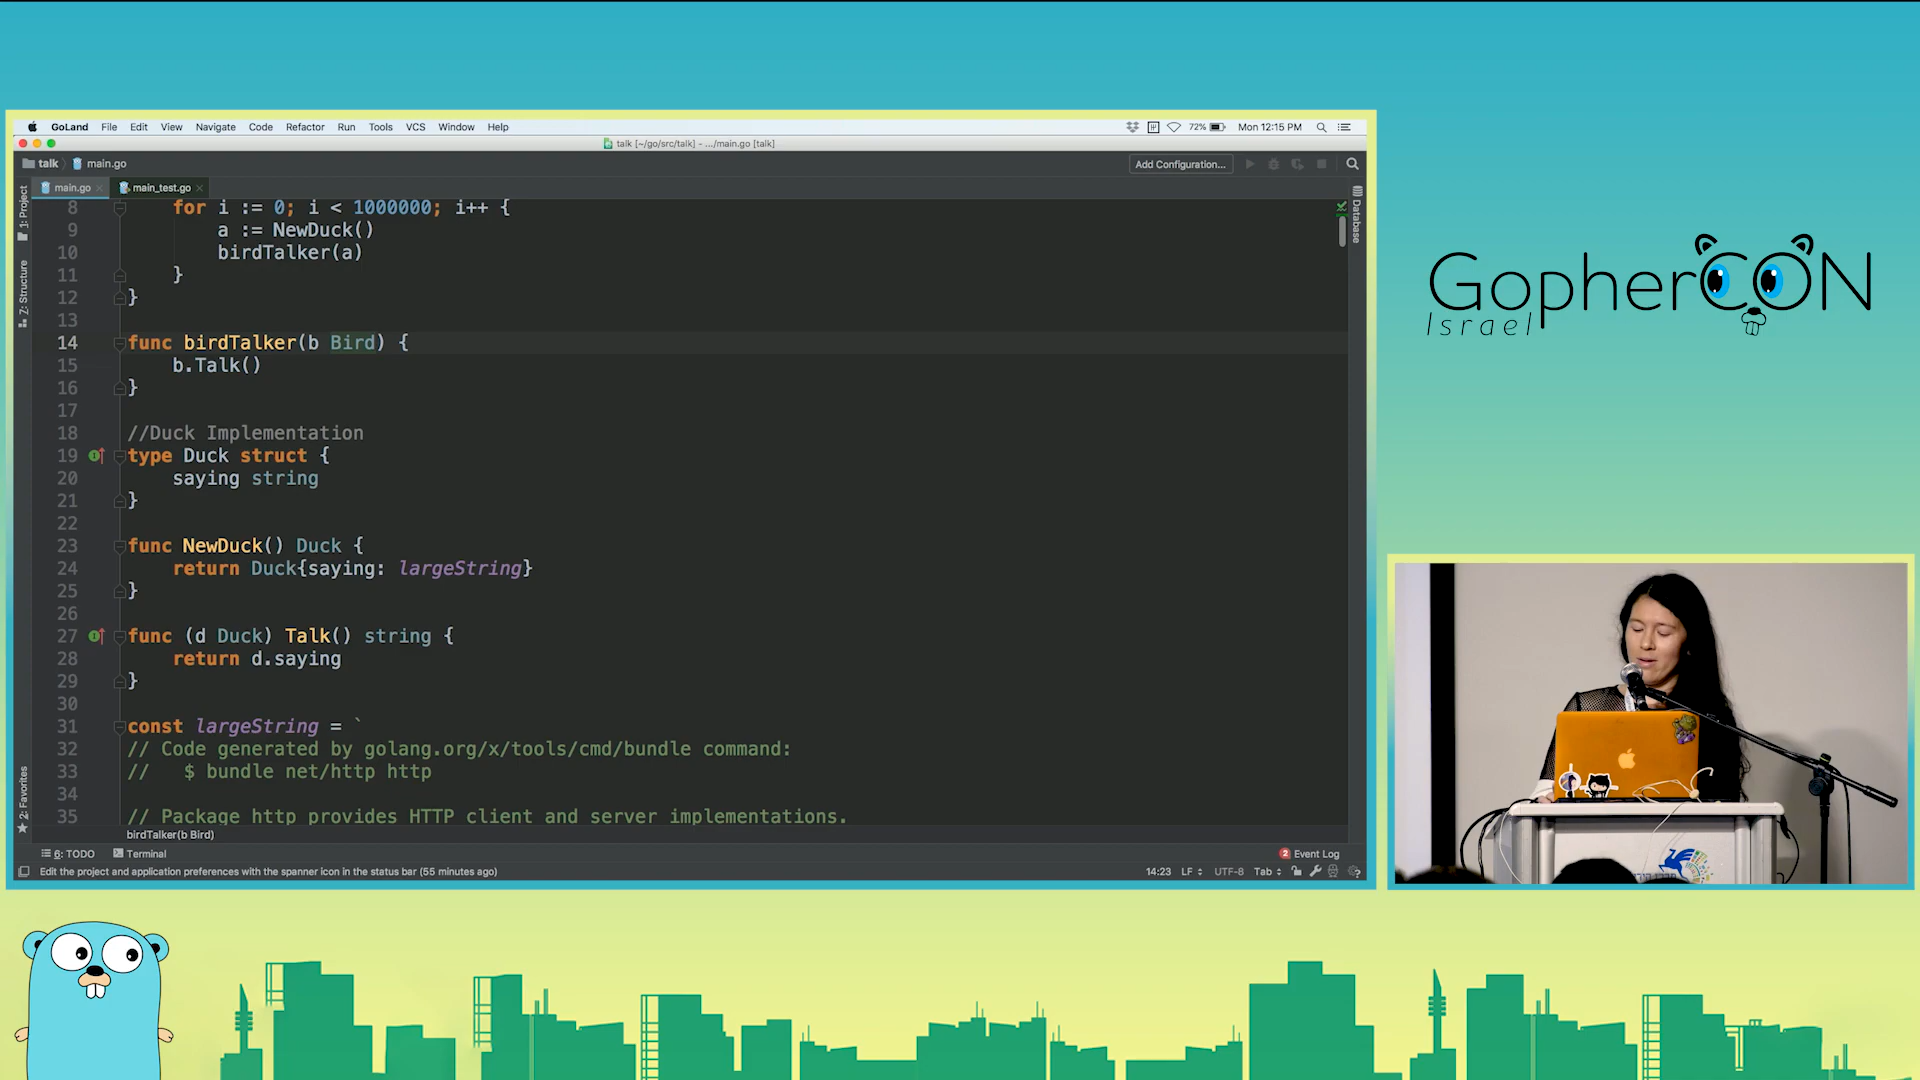 GoLand File Edit View Navigate Code Refactor Run Tools VCS Window Help
72% Mon 12:15 PM
talk [~/go/src/talk] - .../main.go [talk]
talk main.go
Add Configuration...
main.go
main_test.go
1: Project
Z: Structure
2: Favorites
Database
8 for i := 0; i < 1000000; i++ {
9 a := NewDuck()
10 birdTalker(a)
11 }
12 }
13
14 func birdTalker(b Bird) {
15 b.Talk()
16 }
17
18 //Duck Implementation
19 type Duck struct {
20 saying string
21 }
22
23 func NewDuck() Duck {
24 return Duck{saying: largeString}
25 }
26
27 func (d Duck) Talk() string {
28 return d.saying
29 }
30
31 const largeString = `
32 // Code generated by golang.org/x/tools/cmd/bundle command:
33 // $ bundle net/http http
34
35 // Package http provides HTTP client and server implementations.
birdTalker(b Bird)
6: TODO Terminal
2 Event Log
Edit the project and application preferences with the spanner icon in the status bar (55 minutes ago)
14:23 LF UTF-8 Tab
GopherCON
Israel